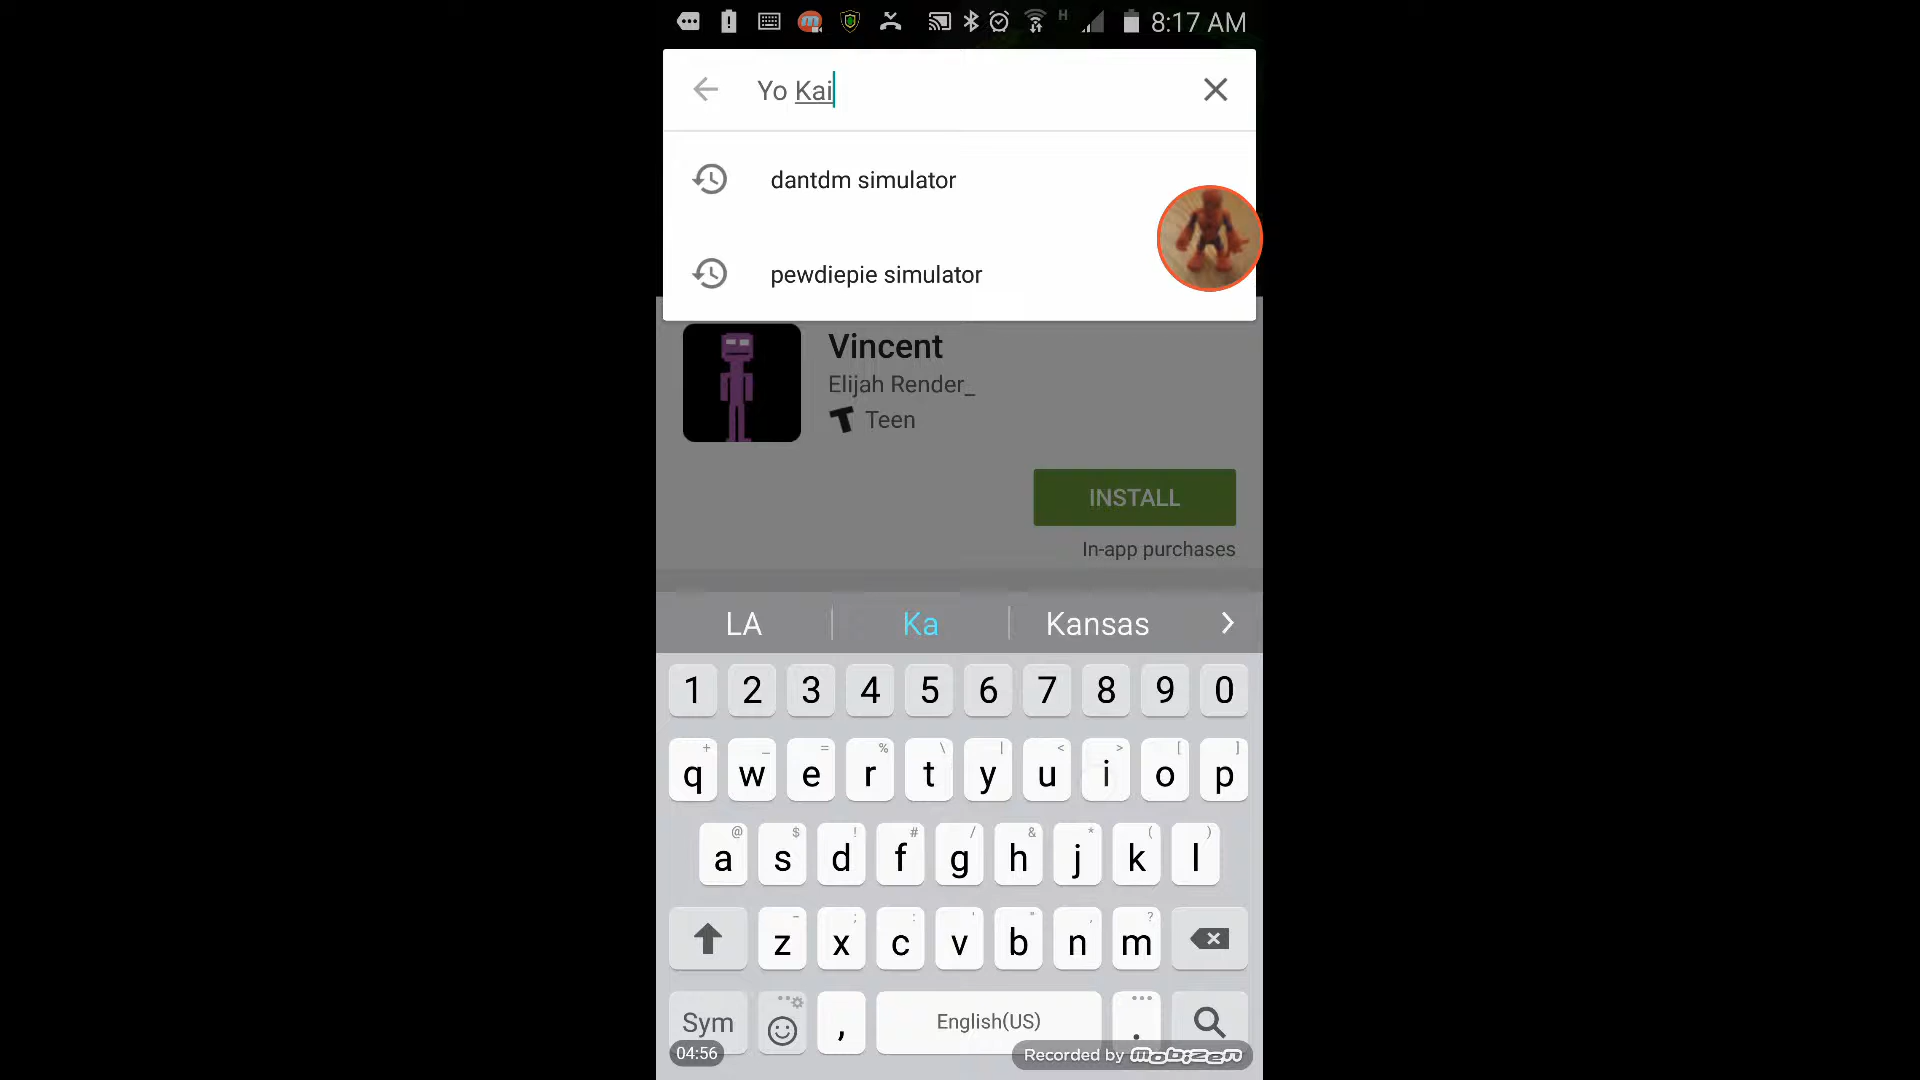 H 8:17 AM
Yo Kai
dantdm simulator
pewdiepie simulator
Vincent
Elijah Render_
T Teen
INSTALL
In-app purchases
LA Ka Kansas
1 2 3 4 5 6 7 8 9 0
+ _ = % \ | < > [ ]
q w e r t y u i o p
@ $ ! # / & * ( )
a s d f g h j k l
- ; : ' " , ?
z x c v b n m
Sym , English(US) .
04:56
Recorded by mobizen